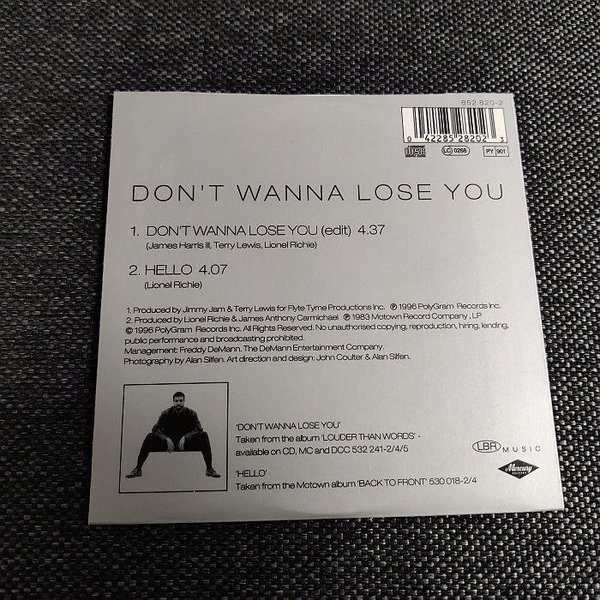 852 820-2
0 42285 28202 3
LC 0268
PY 901
DON'T WANNA LOSE YOU
1. DON'T WANNA LOSE YOU (edit) 4.37
(James Harris III, Terry Lewis, Lionel Richie)
2. HELLO 4.07
(Lionel Richie)
1. Produced by Jimmy Jam & Terry Lewis for Flyte Tyme Productions Inc. ℗ 1996 PolyGram Records Inc.
2. Produced by Lionel Richie & James Anthony Carmichael ℗ 1983 Motown Record Company , LP
© 1996 PolyGram Records Inc. All Rights Reserved. No unauthorised copying, reproduction, hiring, lending,
public performance and broadcasting prohibited.
Management: Freddy DeMann. The DeMann Entertainment Company.
Photography by Alan Silfen. Art direction and design: John Coulter & Alan Silfen.
'DON'T WANNA LOSE YOU'
Taken from the album 'LOUDER THAN WORDS' -
available on CD, MC and DCC 532 241-2/4/5
'HELLO'
Taken from the Motown album 'BACK TO FRONT' 530 018-2/4
LBR MUSIC
Mercury